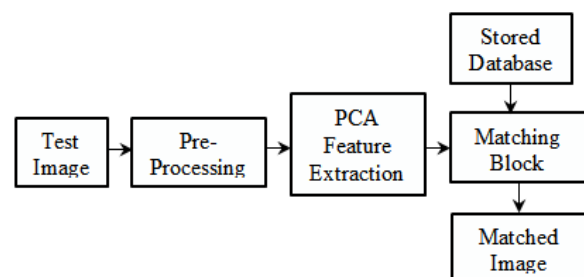 Stored
Database
Test
Image
Pre-
Processing
PCA
Feature
Extraction
Matching
Block
Matched
Image